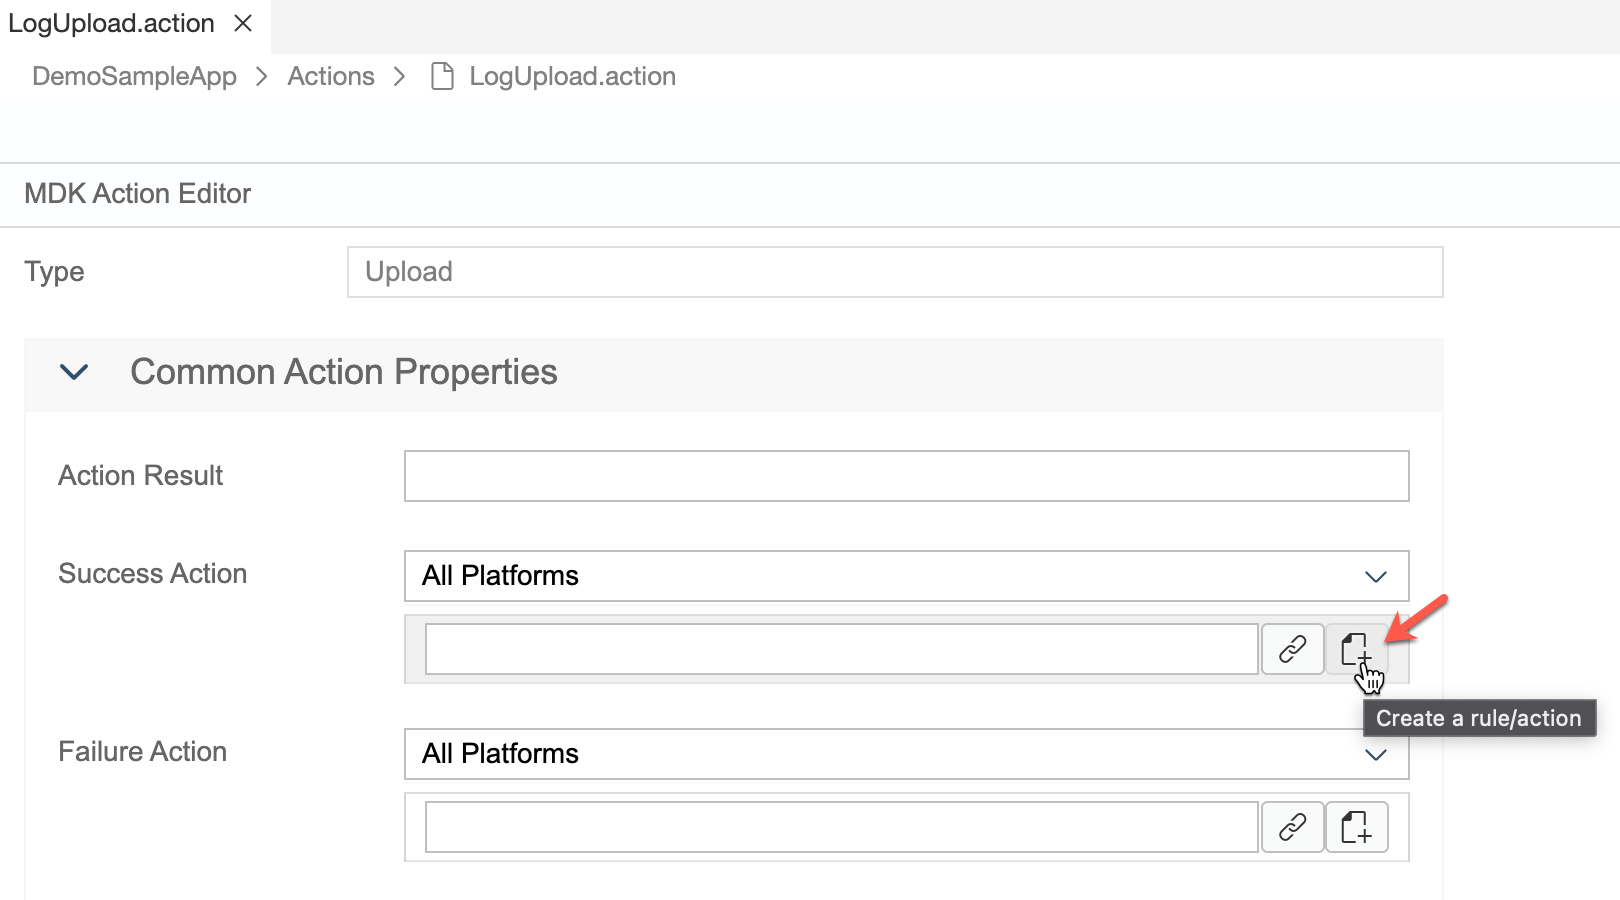 LogUpload.action
DemoSampleApp > Actions > LogUpload.action
MDK Action Editor
Type Upload
Common Action Properties
Action Result
Success Action All Platforms
Create a rule/action
Failure Action All Platforms